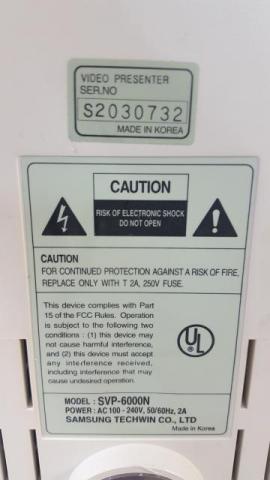 VIDEO PRESENTER
SER.NO
S2030732
MADE IN KOREA
CAUTION
RISK OF ELECTRONIC SHOCK
DO NOT OPEN
CAUTION
FOR CONTINUED PROTECTION AGAINST A RISK OF FIRE,
REPLACE ONLY WITH T 2A, 250V FUSE.
This device complies with Part
15 of the FCC Rules. Operation
is subject to the following two
conditions : (1) this device may
not cause harmful interference,
and (2) this device must accept
any interference received,
including interference that may
cause undesired operation.
UL
MODEL : SVP-6000N
POWER : AC 100 - 240V, 50/60Hz, 2A
SAMSUNG TECHWIN CO., LTD
Made in Korea